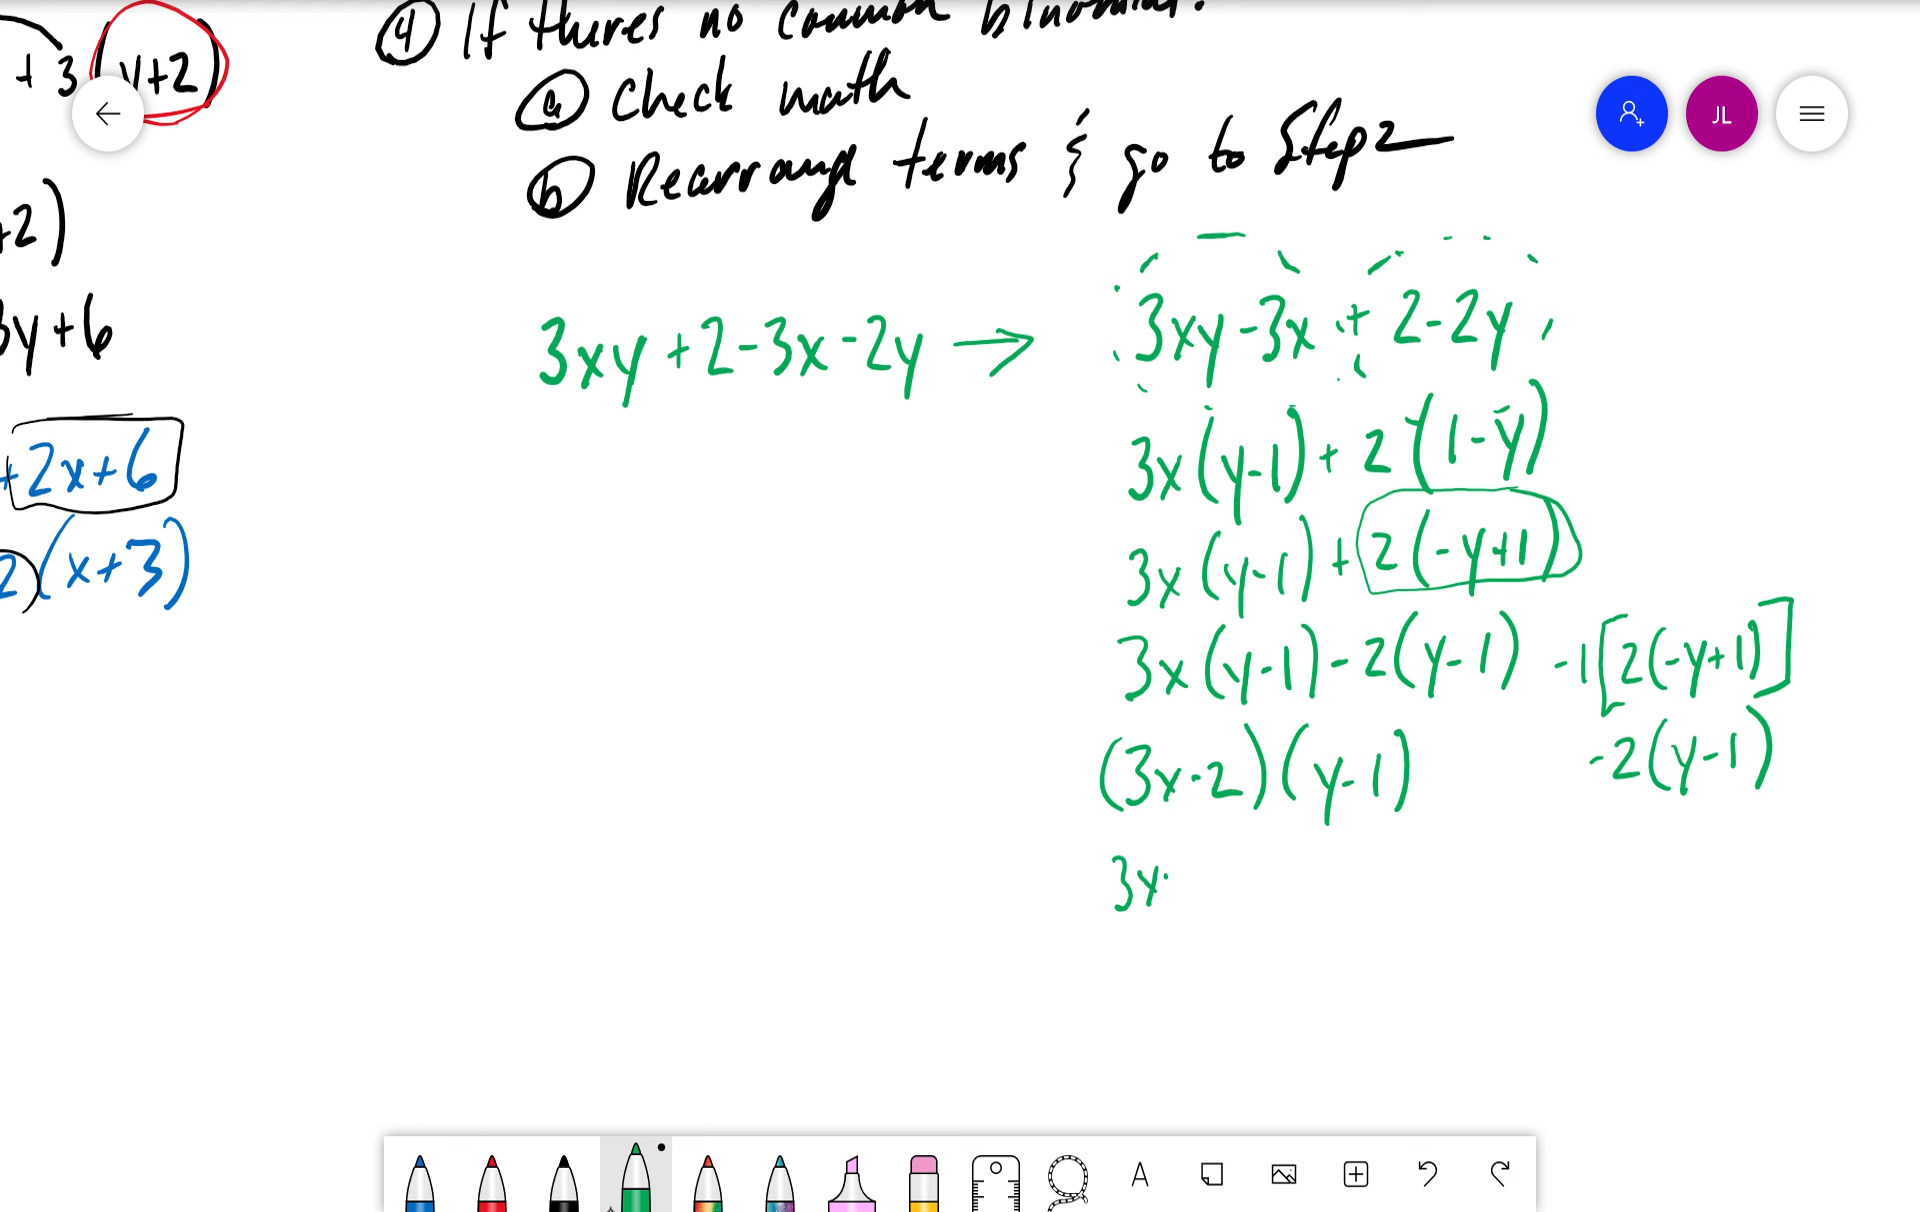 + 3(y+2)
④ If theres no common binomial:
ⓐ Check math
ⓑ Rearrange terms & go to Step 2
+2)
3y+6
+2x+6
2)(x+3)
3xy+2-3x-2y → 3xy-3x+2-2y
3x(y-1)+2(1-y)
3x(y-1)+2(-y+1)
3x(y-1)-2(y-1) -1[2(-y+1)]
(3x-2)(y-1) -2(y-1)
3x
JL
A